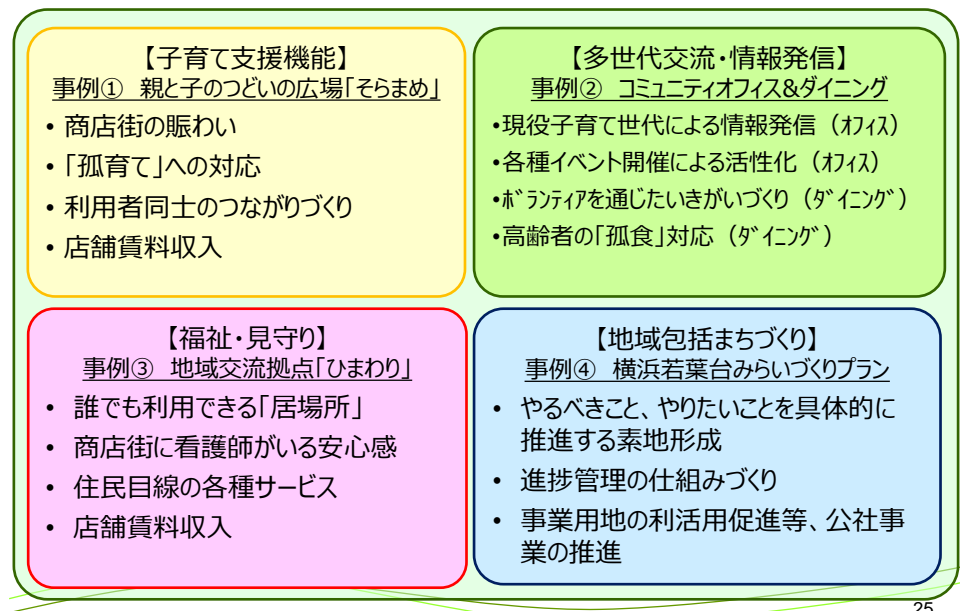 【子育て支援機能】
事例① 親と子のつどいの広場「そらまめ」
• 商店街の賑わい
• 「孤育て」への対応
• 利用者同士のつながりづくり
• 店舗賃料収入
【多世代交流・情報発信】
事例② コミュニティオフィス&ダイニング
•現役子育て世代による情報発信（ｵﾌｨｽ）
•各種イベント開催による活性化（ｵﾌｨｽ）
•ﾎﾞﾗﾝﾃｨｱを通じたいきがいづくり（ﾀﾞｲﾆﾝｸﾞ）
•高齢者の「孤食」対応（ﾀﾞｲﾆﾝｸﾞ）
【福祉・見守り】
事例③ 地域交流拠点「ひまわり」
• 誰でも利用できる「居場所」
• 商店街に看護師がいる安心感
• 住民目線の各種サービス
• 店舗賃料収入
【地域包括まちづくり】
事例④ 横浜若葉台みらいづくりプラン
• やるべきこと、やりたいことを具体的に
推進する素地形成
• 進捗管理の仕組みづくり
• 事業用地の利活用促進等、公社事
業の推進
25